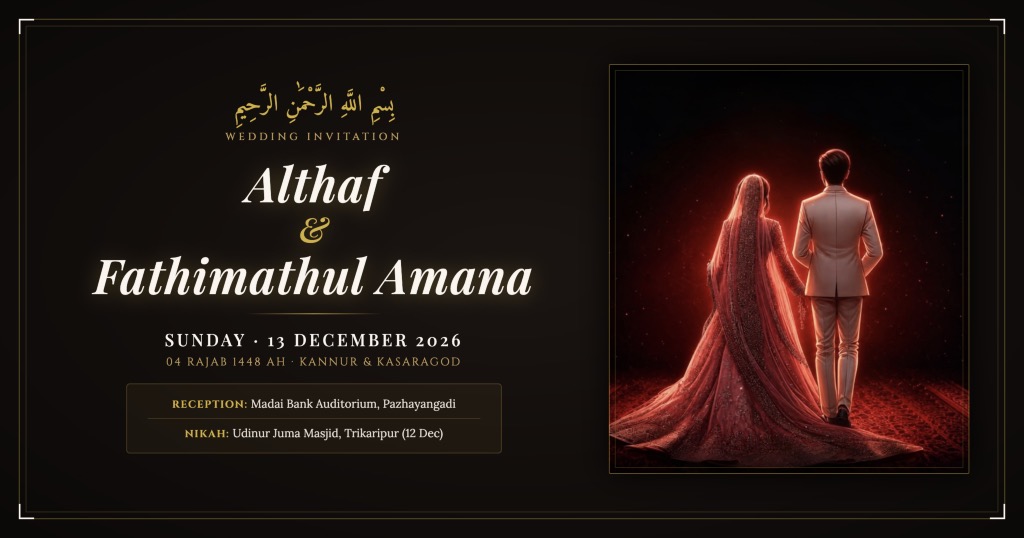 بِسْمِ اللَّهِ الرَّحْمَٰنِ الرَّحِيمِ
WEDDING INVITATION
Althaf
&
Fathimathul Amana
SUNDAY · 13 DECEMBER 2026
04 RAJAB 1448 AH · KANNUR & KASARAGOD
RECEPTION: Madai Bank Auditorium, Pazhayangadi
NIKAH: Udinur Juma Masjid, Trikaripur (12 Dec)